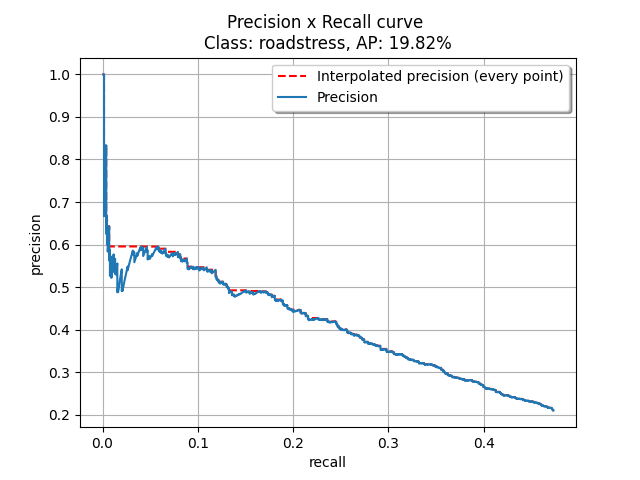 Precision x Recall curve
Class: roadstress, AP: 19.82%
Interpolated precision (every point)
Precision
1.0
0.9
0.8
0.7
0.6
0.5
0.4
0.3
0.2
precision
0.0 0.1 0.2 0.3 0.4
recall